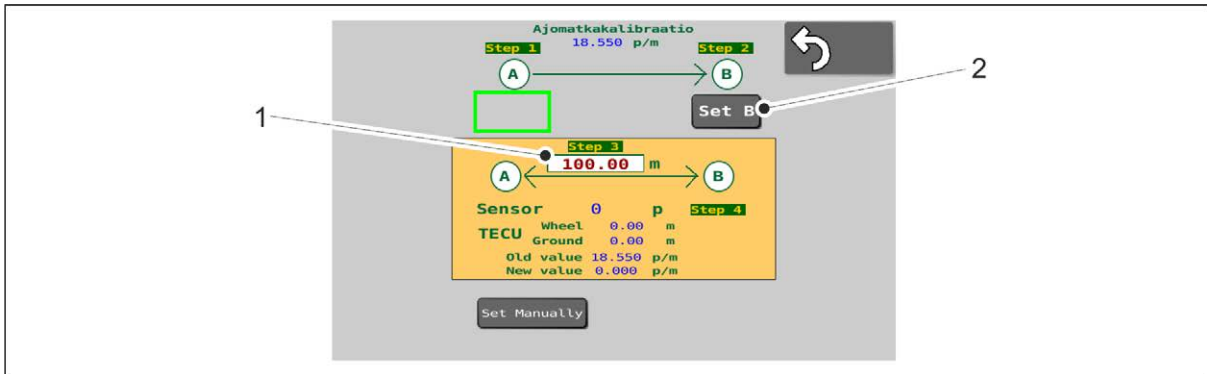 Ajomatkakalibraatio
18.550 p/m
Step 1
Step 2
A
B
Set B
2
1
Step 3
100.00 m
A
B
Sensor 0 p Step 4
TECU Wheel 0.00 m
Ground 0.00 m
Old value 18.550 p/m
New value 0.000 p/m
Set Manually